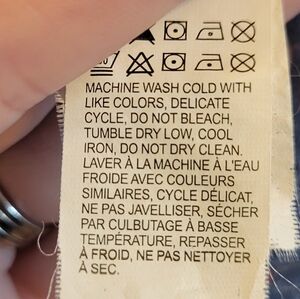 MACHINE WASH COLD WITH
LIKE COLORS, DELICATE
CYCLE, DO NOT BLEACH,
TUMBLE DRY LOW, COOL
IRON, DO NOT DRY CLEAN.
LAVER À LA MACHINE À L'EAU
FROIDE AVEC COULEURS
SIMILAIRES, CYCLE DÉLICAT,
NE PAS JAVELLISER, SÉCHER
PAR CULBUTAGE À BASSE
TEMPÉRATURE, REPASSER
À FROID, NE PAS NETTOYER
À SEC.